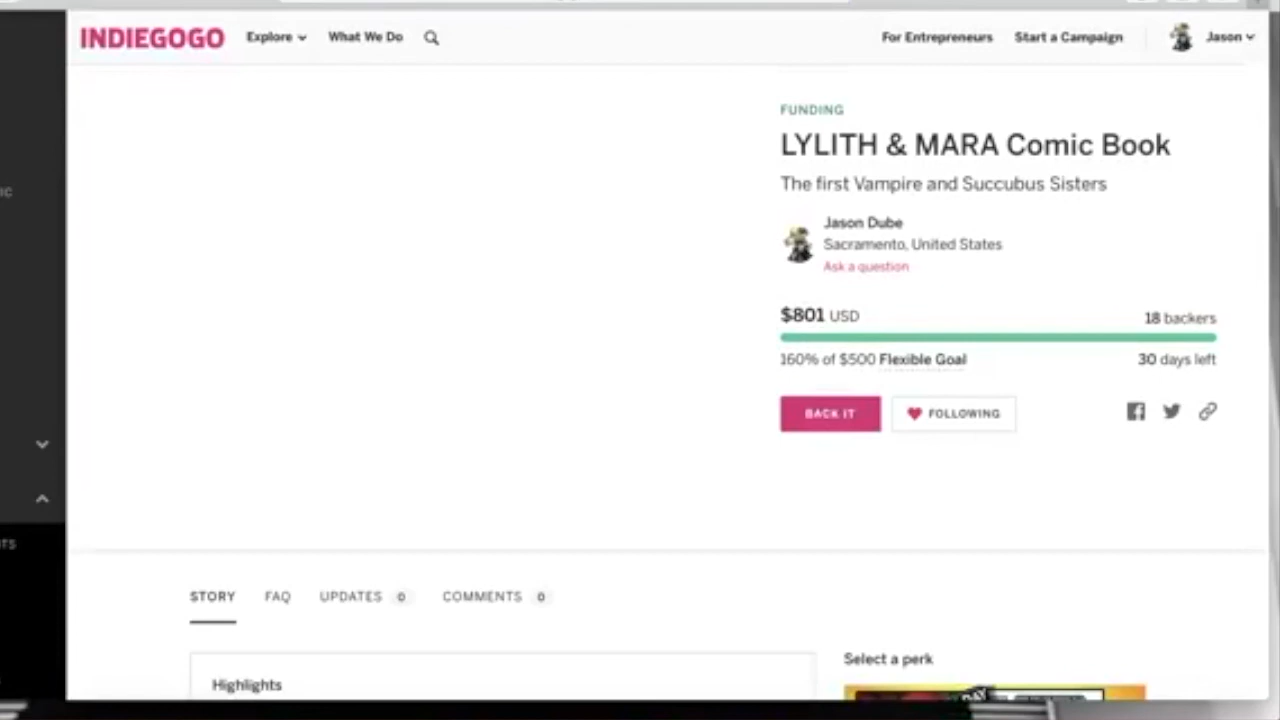 INDIEGOGO Explore What We Do For Entrepreneurs Start a Campaign Jason
FUNDING
LYLITH & MARA Comic Book
The first Vampire and Succubus Sisters
Jason Dube
Sacramento, United States
Ask a question
$801 USD 18 backers
160% of $500 Flexible Goal 30 days left
BACK IT FOLLOWING
STORY FAQ UPDATES 0 COMMENTS 0
Select a perk
Highlights